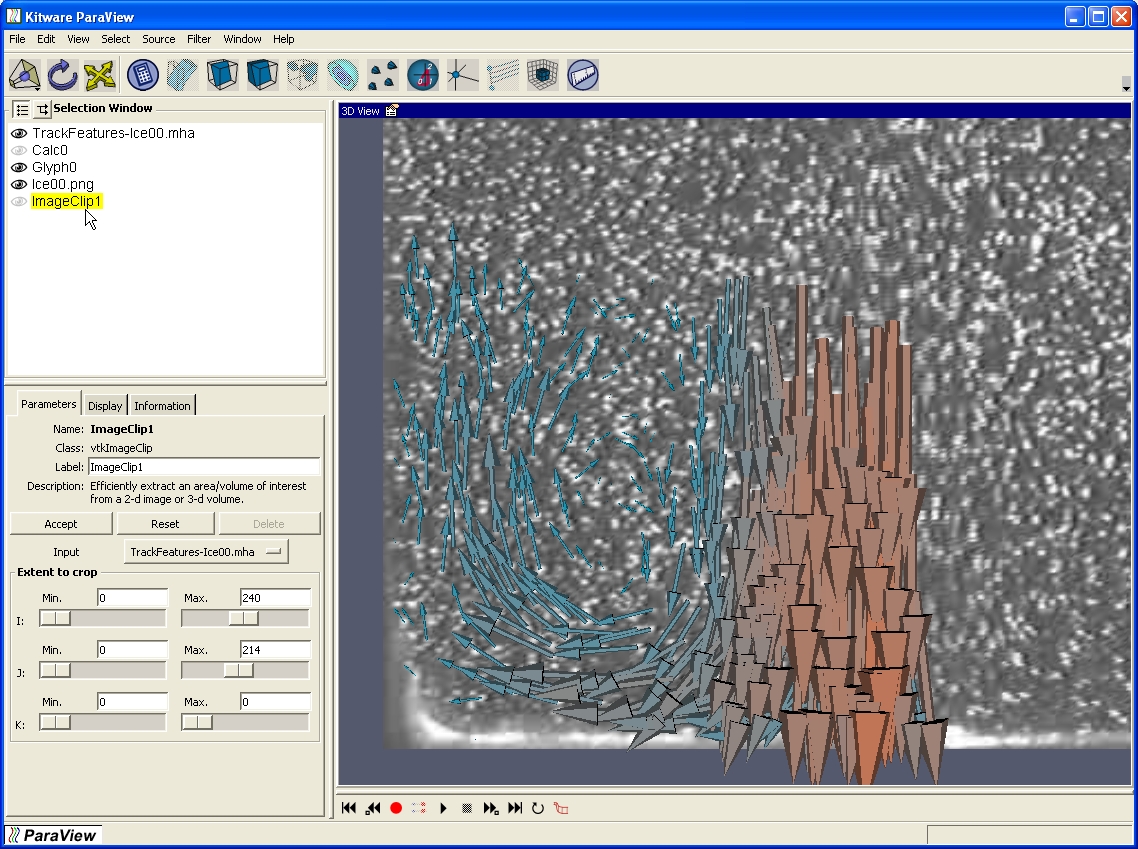 Kitware ParaView
File Edit View Select Source Filter Window Help
Selection Window
3D View
TrackFeatures-Ice00.mha
Calc0
Glyph0
Ice00.png
ImageClip1
Parameters Display Information
Name: ImageClip1
Class: vtkImageClip
Label: ImageClip1
Description: Efficiently extract an area/volume of interest
from a 2-d image or 3-d volume.
Accept Reset Delete
Input TrackFeatures-Ice00.mha
Extent to crop
Min. 0 Max. 240
I:
Min. 0 Max. 214
J:
Min. 0 Max. 0
K:
ParaView